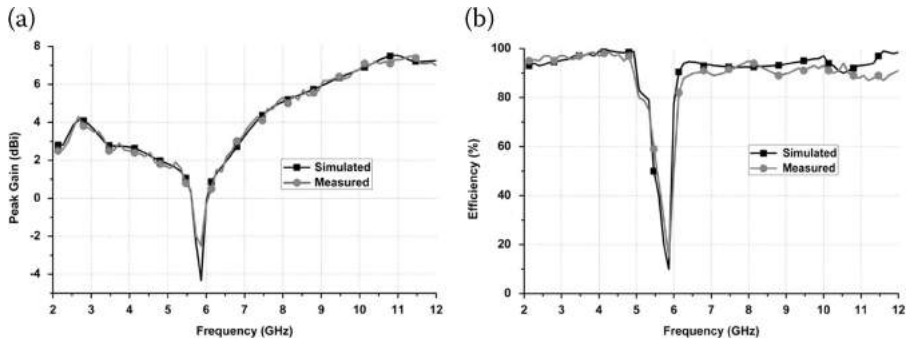 (a)
8
6
4
2
0
-2
-4
Peak Gain (dBi)
Simulated
Measured
2 3 4 5 6 7 8 9 10 11 12
Frequency (GHz)
(b)
100
80
60
40
20
0
Efficiency (%)
Simulated
Measured
2 3 4 5 6 7 8 9 10 11 12
Frequency (GHz)